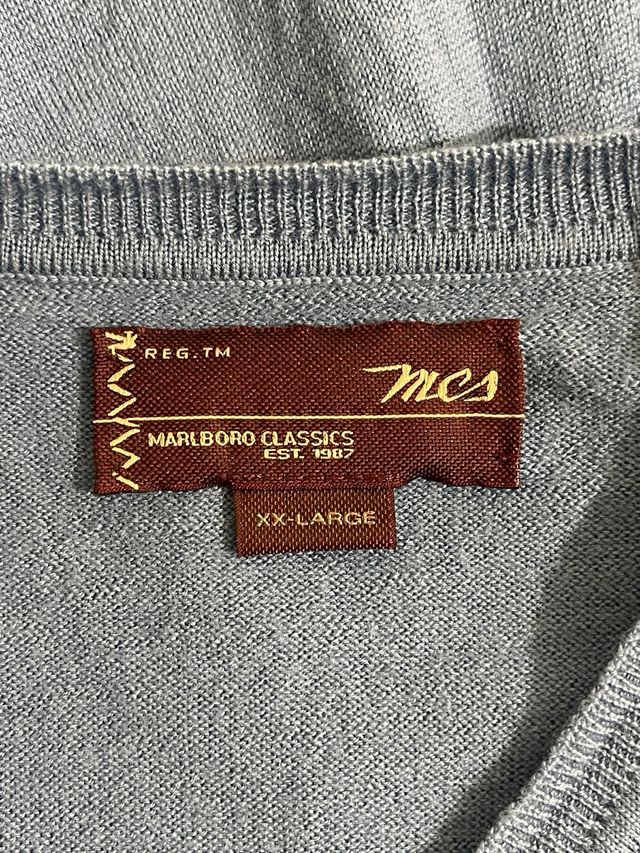 REG.TM
mcs
MARLBORO CLASSICS
EST. 1987
XX-LARGE